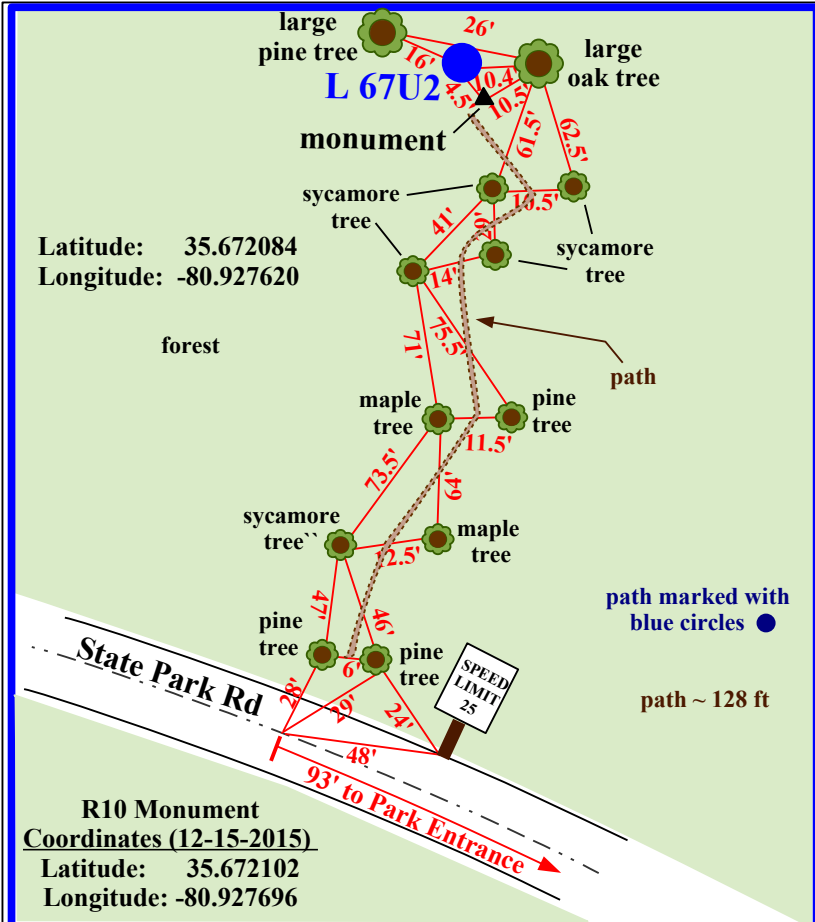 large
pine tree
26'
16'
L 67U2
10.4'
4.5'
10.5'
large
oak tree
monument
61.5'
62.5'
sycamore
tree
10.5'
41'
sycamore
tree
14'
Latitude: 35.672084
Longitude: -80.927620
forest
71'
75.5'
path
maple
tree
pine
tree
11.5'
73.5'
64'
sycamore
tree``
12.5'
maple
tree
47'
46'
path marked with
blue circles
pine
tree
6'
pine
tree
SPEED
LIMIT
25
path ~ 128 ft
State Park Rd
28'
29'
24'
48'
93' to Park Entrance
R10 Monument
Coordinates (12-15-2015)
Latitude: 35.672102
Longitude: -80.927696